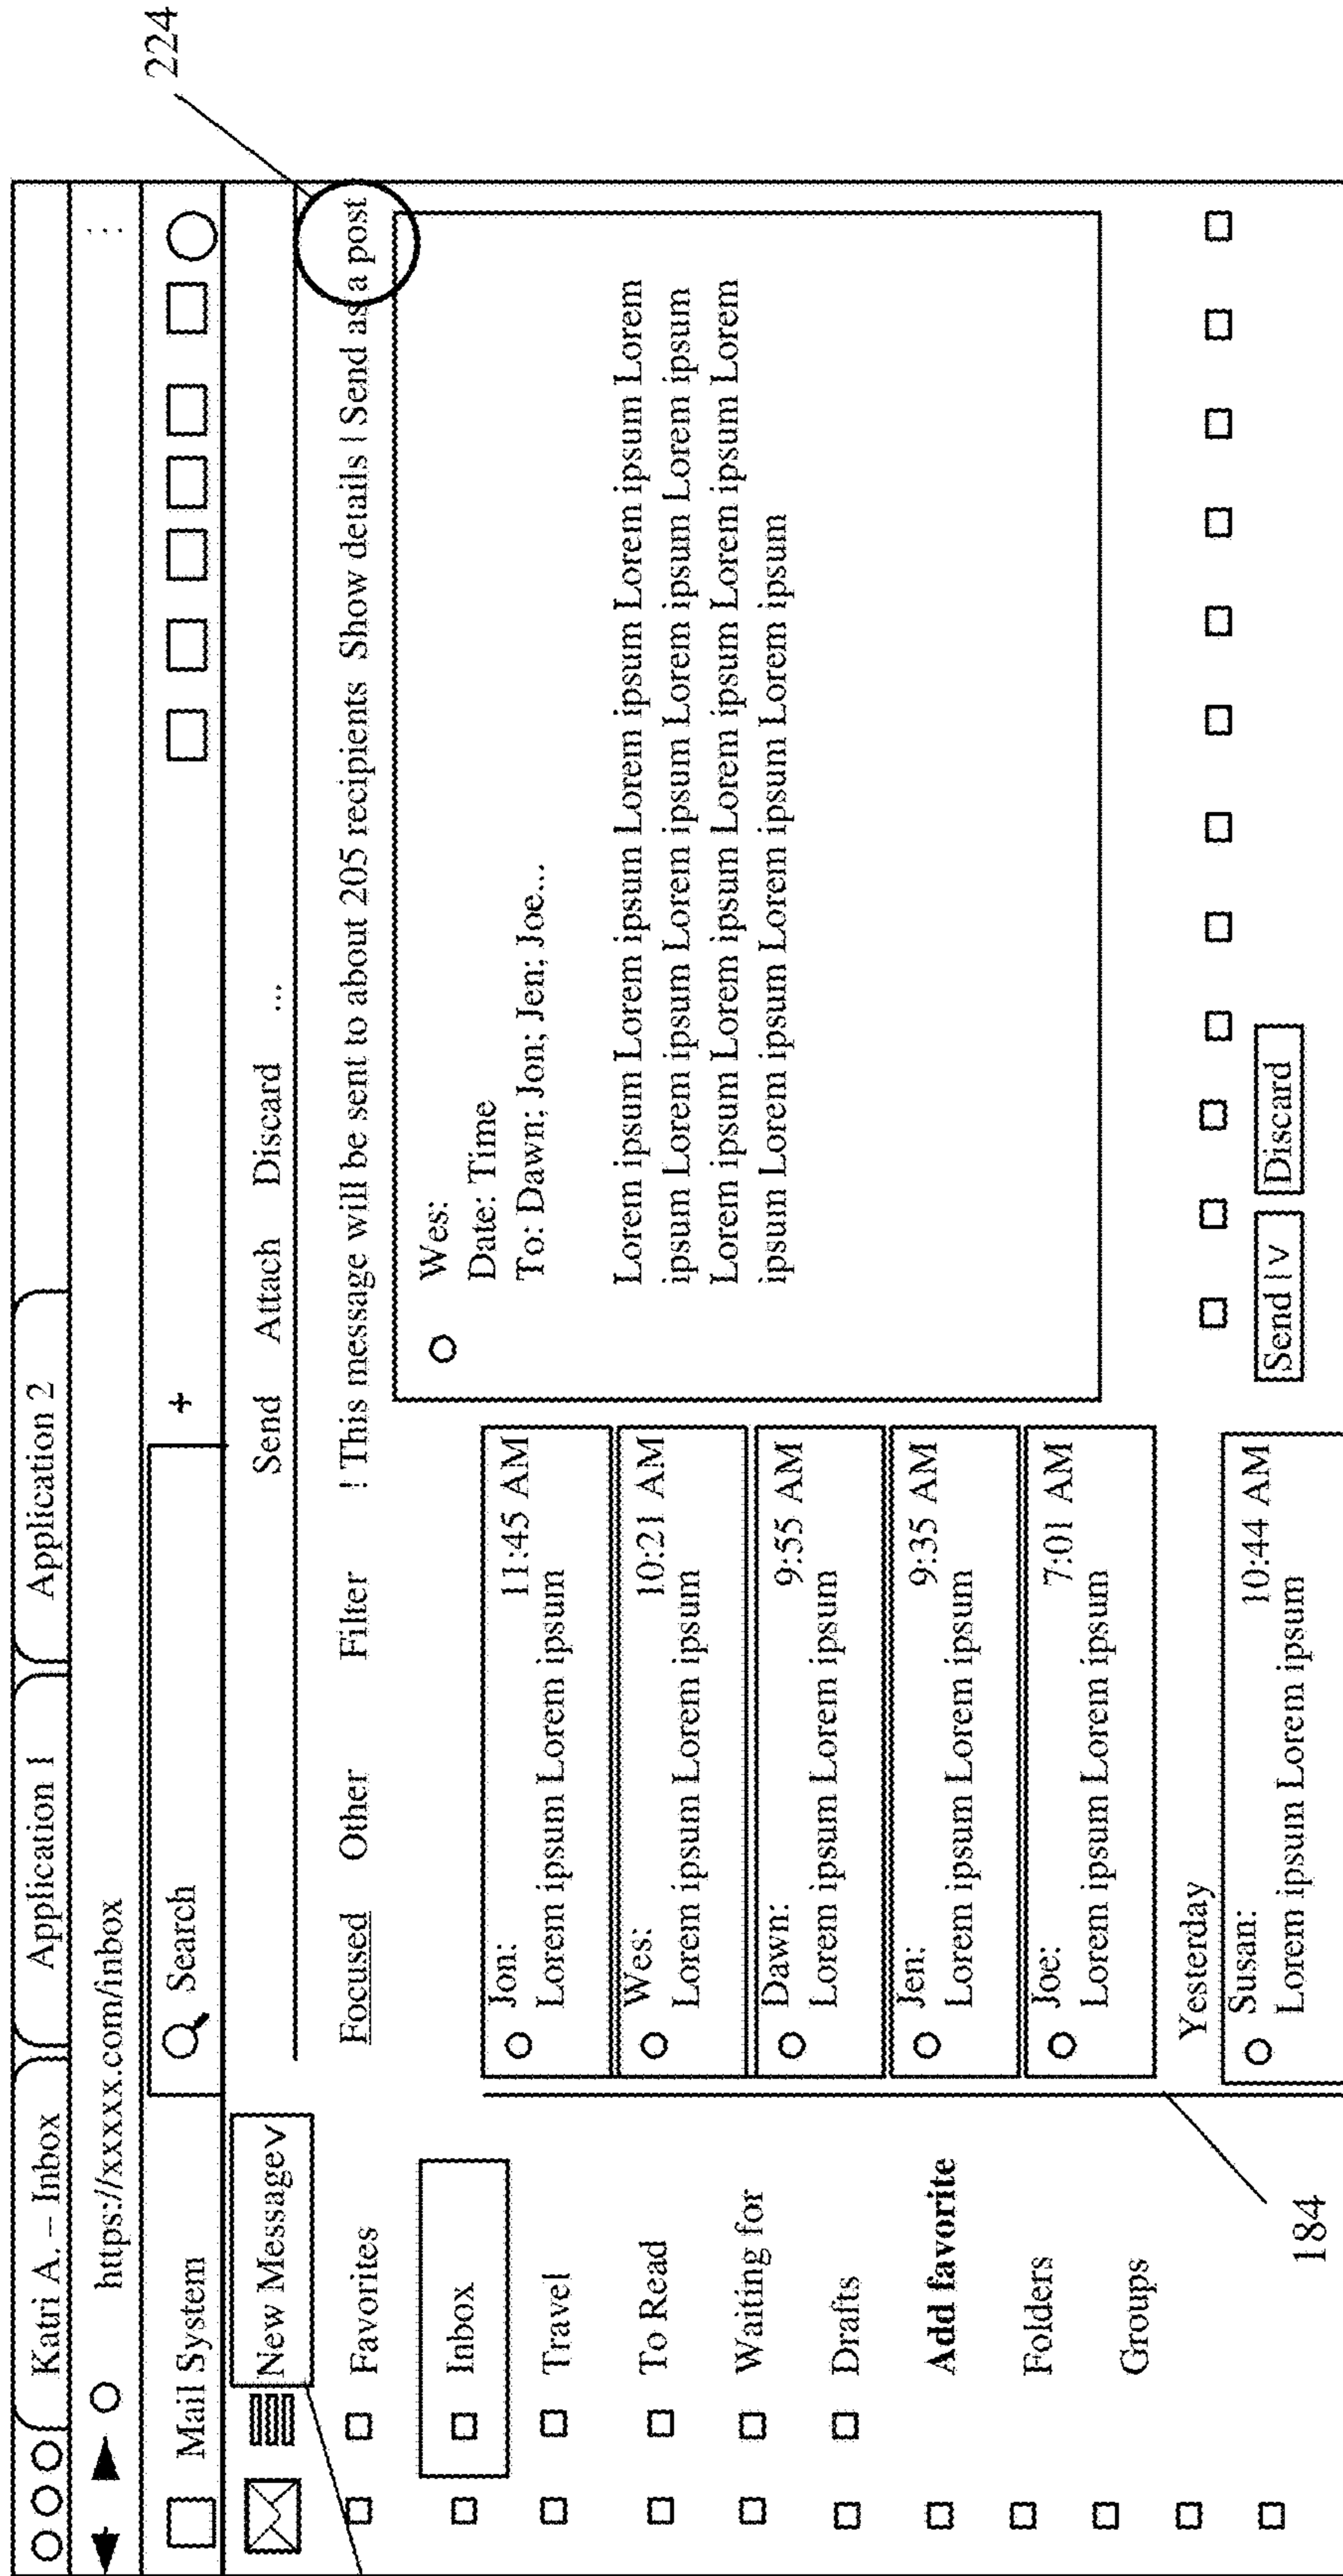 Katri A. – Inbox Application 1 Application 2
https://xxxxx.com/inbox ⋮
Mail System Search +
New Message∨ Send Attach Discard ...
Favorites Focused Other Filter ! This message will be sent to about 205 recipients Show details | Send as a post
224
Inbox
Travel
To Read
Waiting for
Drafts
Add favorite
Folders
Groups
Jon: 11:45 AM
Lorem ipsum Lorem ipsum
Wes: 10:21 AM
Lorem ipsum Lorem ipsum
Dawn: 9:55 AM
Lorem ipsum Lorem ipsum
Jen: 9:35 AM
Lorem ipsum Lorem ipsum
Joe: 7:01 AM
Lorem ipsum Lorem ipsum
Yesterday
Susan: 10:44 AM
Lorem ipsum Lorem ipsum
184
Wes:
Date: Time
To: Dawn; Jon; Jen; Joe...
Lorem ipsum Lorem ipsum Lorem ipsum Lorem ipsum Lorem
ipsum Lorem ipsum Lorem ipsum Lorem ipsum Lorem ipsum
Lorem ipsum Lorem ipsum Lorem ipsum Lorem ipsum Lorem
ipsum Lorem ipsum Lorem ipsum Lorem ipsum
Send | ∨ Discard